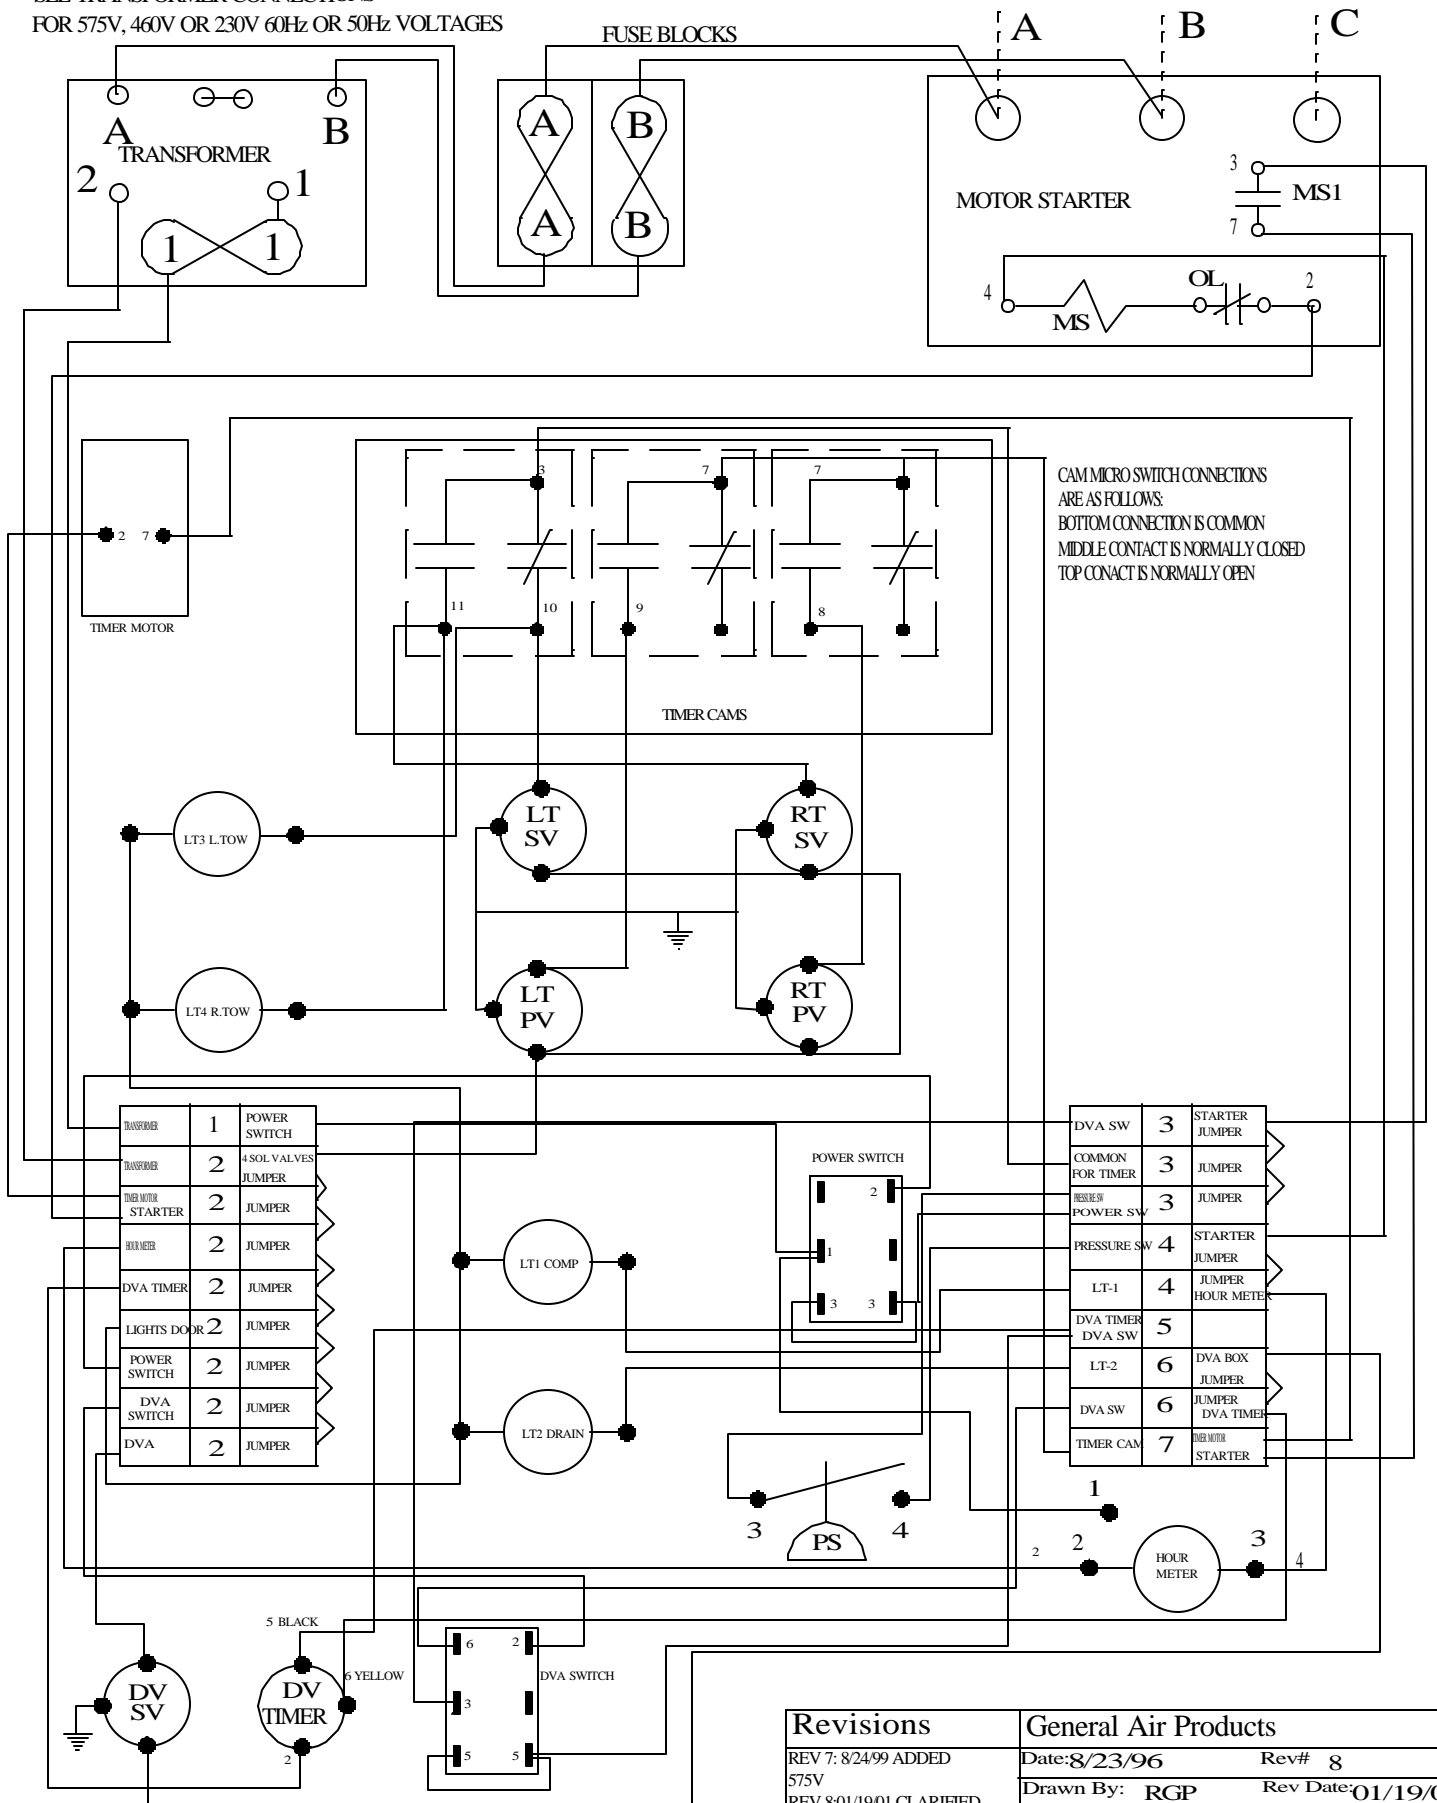 FOR 575V, 460V OR 230V 60Hz OR 50Hz VOLTAGES
FUSE BLOCKS
A
B
C
A
B
TRANSFORMER
2
1
1
1
A
B
A
B
MOTOR STARTER
3
MS1
7
4
MS
OL
2
2
7
TIMER MOTOR
3
7
7
11
10
9
8
TIMER CAMS
CAM MICRO SWITCH CONNECTIONS
ARE AS FOLLOWS:
BOTTOM CONNECTION IS COMMON
MIDDLE CONTACT IS NORMALLY CLOSED
TOP CONACT IS NORMALLY OPEN
LT3 L.TOW
LT
SV
RT
SV
LT4 R.TOW
LT
PV
RT
PV
TRANSFORMER 1 POWER
SWITCH
TRANSFORMER 2 4 SOL VALVES
JUMPER
TIMER MOTOR
STARTER 2 JUMPER
HOUR METER 2 JUMPER
DVA TIMER 2 JUMPER
LIGHTS DOOR 2 JUMPER
POWER
SWITCH 2 JUMPER
DVA
SWITCH 2 JUMPER
DVA 2 JUMPER
LT1 COMP
LT2 DRAIN
POWER SWITCH
2
1
3
3
DVA SW 3 STARTER
JUMPER
COMMON
FOR TIMER 3 JUMPER
PRESSURE SW
POWER SW 3 JUMPER
PRESSURE SW 4 STARTER
JUMPER
LT-1 4 JUMPER
HOUR METER
DVA TIMER
DVA SW 5
LT-2 6 DVA BOX
JUMPER
DVA SW 6 JUMPER
DVA TIMER
TIMER CAM 7 TIMER MOTOR
STARTER
3
PS
4
1
2
2
HOUR
METER
3
4
DV
SV
5 BLACK
6 YELLOW
DV
TIMER
2
6
2
3
5
5
DVA SWITCH
Revisions
REV 7: 8/24/99 ADDED
575V
REV 8:01/19/01 CLARIFIED
General Air Products
Date:8/23/96 Rev# 8
Drawn By: RGP Rev Date:01/19/0